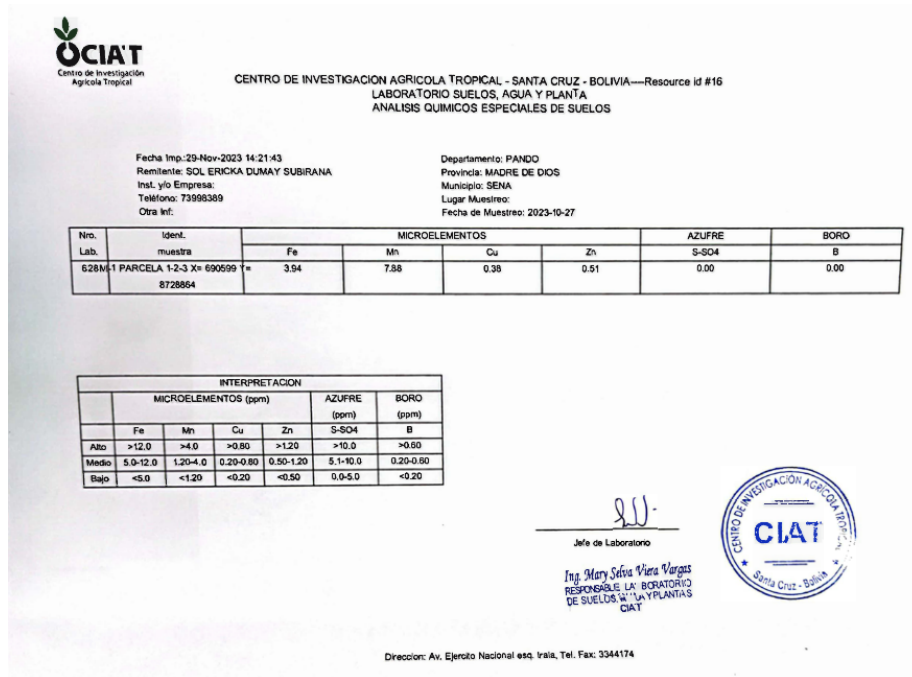 CIAT
Centro de Investigación
Agrícola Tropical
CENTRO DE INVESTIGACION AGRICOLA TROPICAL - SANTA CRUZ - BOLIVIA----Resource id #16
LABORATORIO SUELOS, AGUA Y PLANTA
ANALISIS QUIMICOS ESPECIALES DE SUELOS
Fecha Imp.:29-Nov-2023 14:21:43
Remitente: SOL ERICKA DUMAY SUBIRANA
Inst. y/o Empresa:
Teléfono: 73998389
Otra Inf:
Departamento: PANDO
Provincia: MADRE DE DIOS
Municipio: SENA
Lugar Muestreo:
Fecha de Muestreo: 2023-10-27
Nro. Ident. MICROELEMENTOS AZUFRE BORO
Lab. muestra Fe Mn Cu Zn S-SO4 B
628 M-1 PARCELA 1-2-3 X= 690599 Y= 3.94 7.88 0.38 0.51 0.00 0.00
8728864
INTERPRETACION
MICROELEMENTOS (ppm) AZUFRE BORO
(ppm) (ppm)
Fe Mn Cu Zn S-SO4 B
Alto >12.0 >4.0 >0.80 >1.20 >10.0 >0.60
Medio 5.0-12.0 1.20-4.0 0.20-0.80 0.50-1.20 5.1-10.0 0.20-0.60
Bajo <5.0 <1.20 <0.20 <0.50 0.0-5.0 <0.20
Jefe de Laboratorio
Ing. Mary Selva Viera Vargas
RESPONSABLE LABORATORIO
DE SUELOS, Y PLANTAS
CIAT
CENTRO DE INVESTIGACIÓN AGRICOLA TROPICAL
CIAT
Santa Cruz - Bolivia
Direccion: Av. Ejercito Nacional esq. Irala, Tel. Fax: 3344174